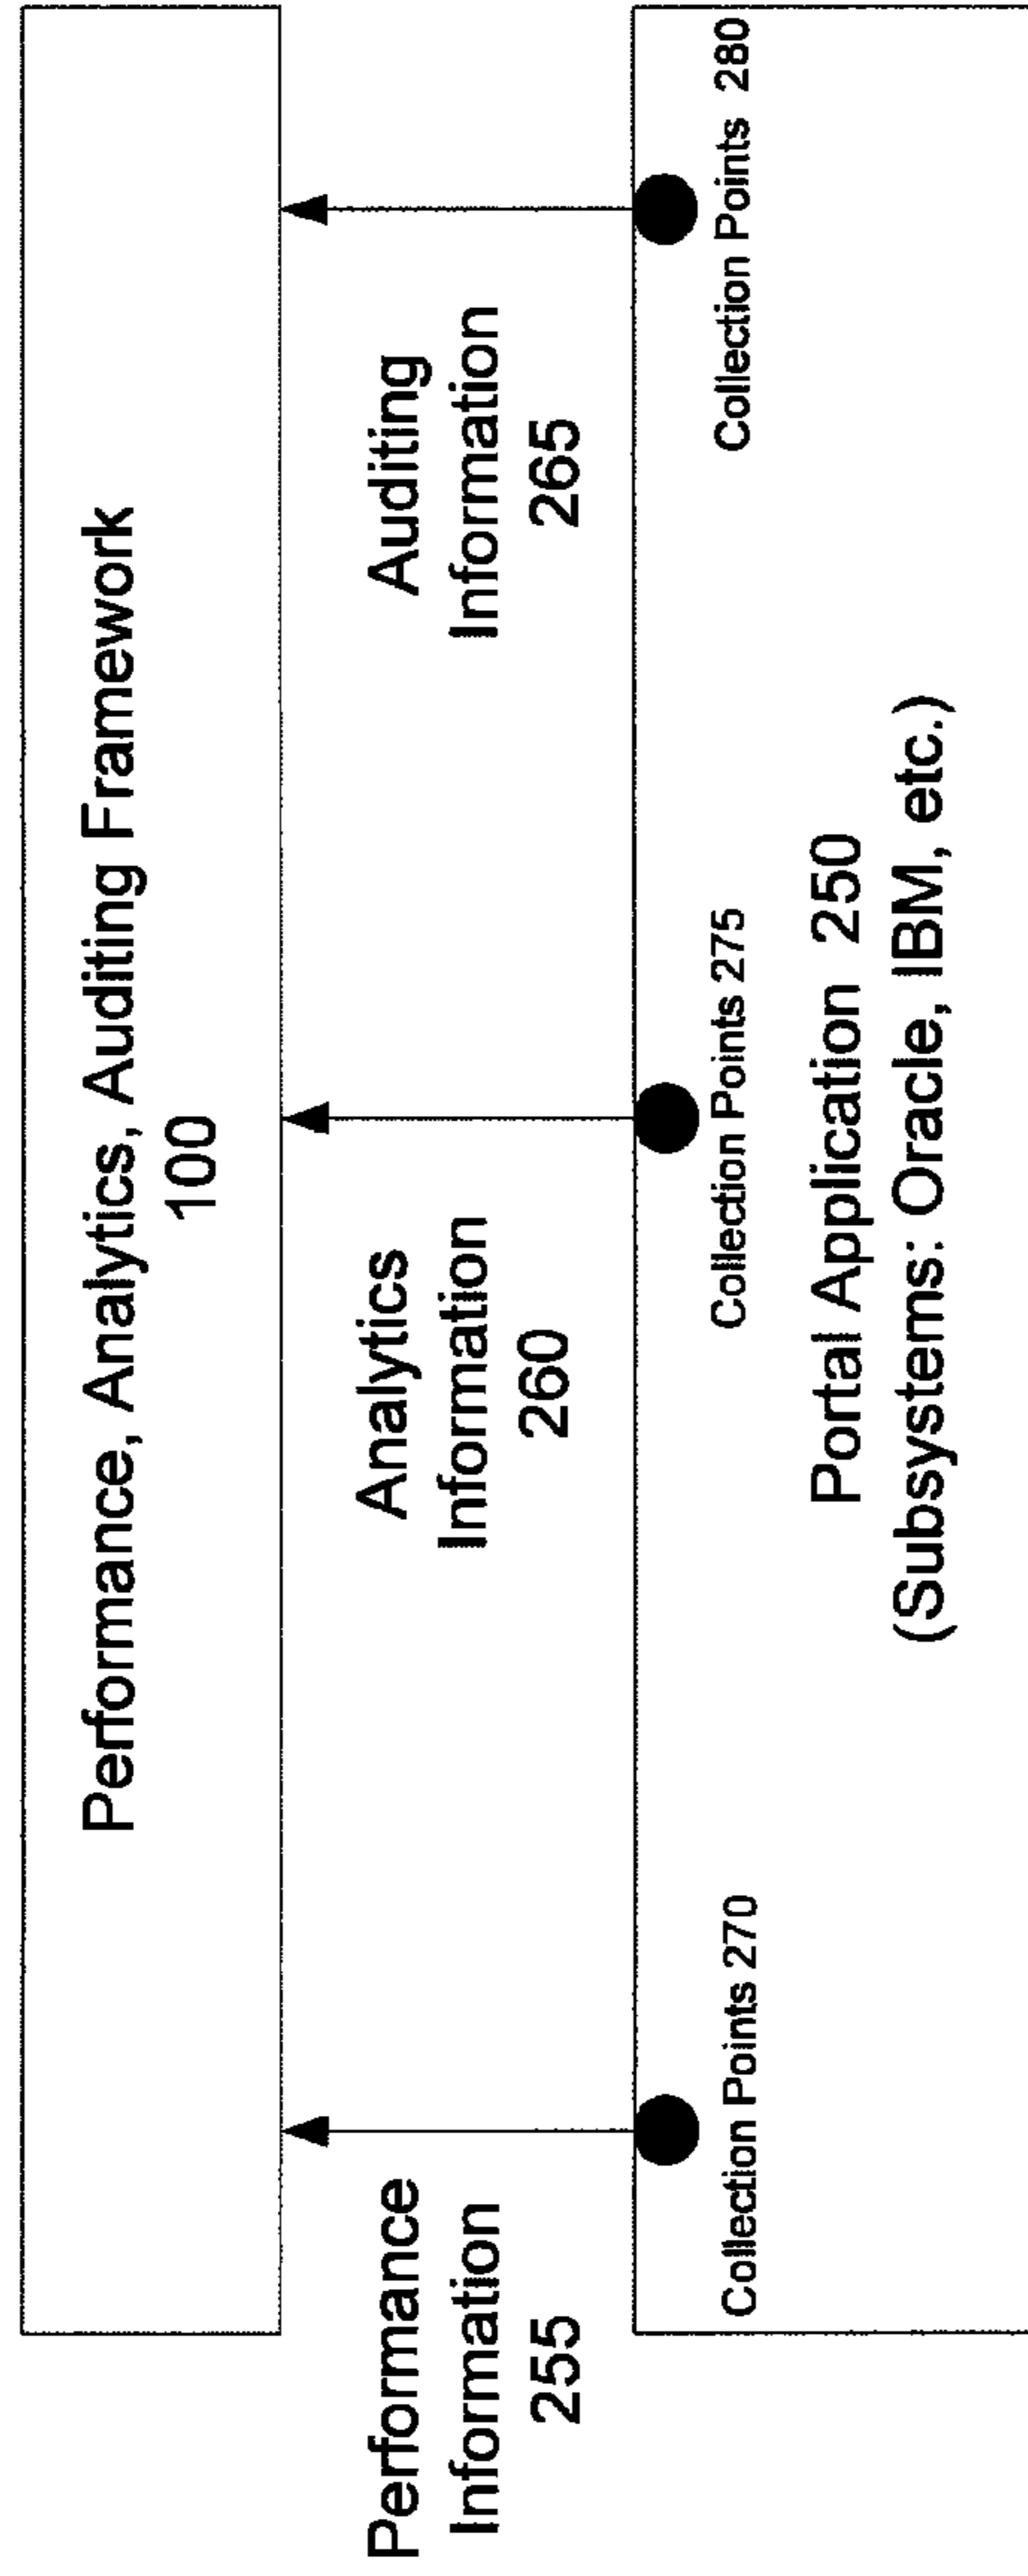 Performance, Analytics, Auditing Framework
100
Performance
Information
255
Analytics
Information
260
Auditing
Information
265
Collection Points 270
Collection Points 275
Collection Points 280
Portal Application 250
(Subsystems: Oracle, IBM, etc.)